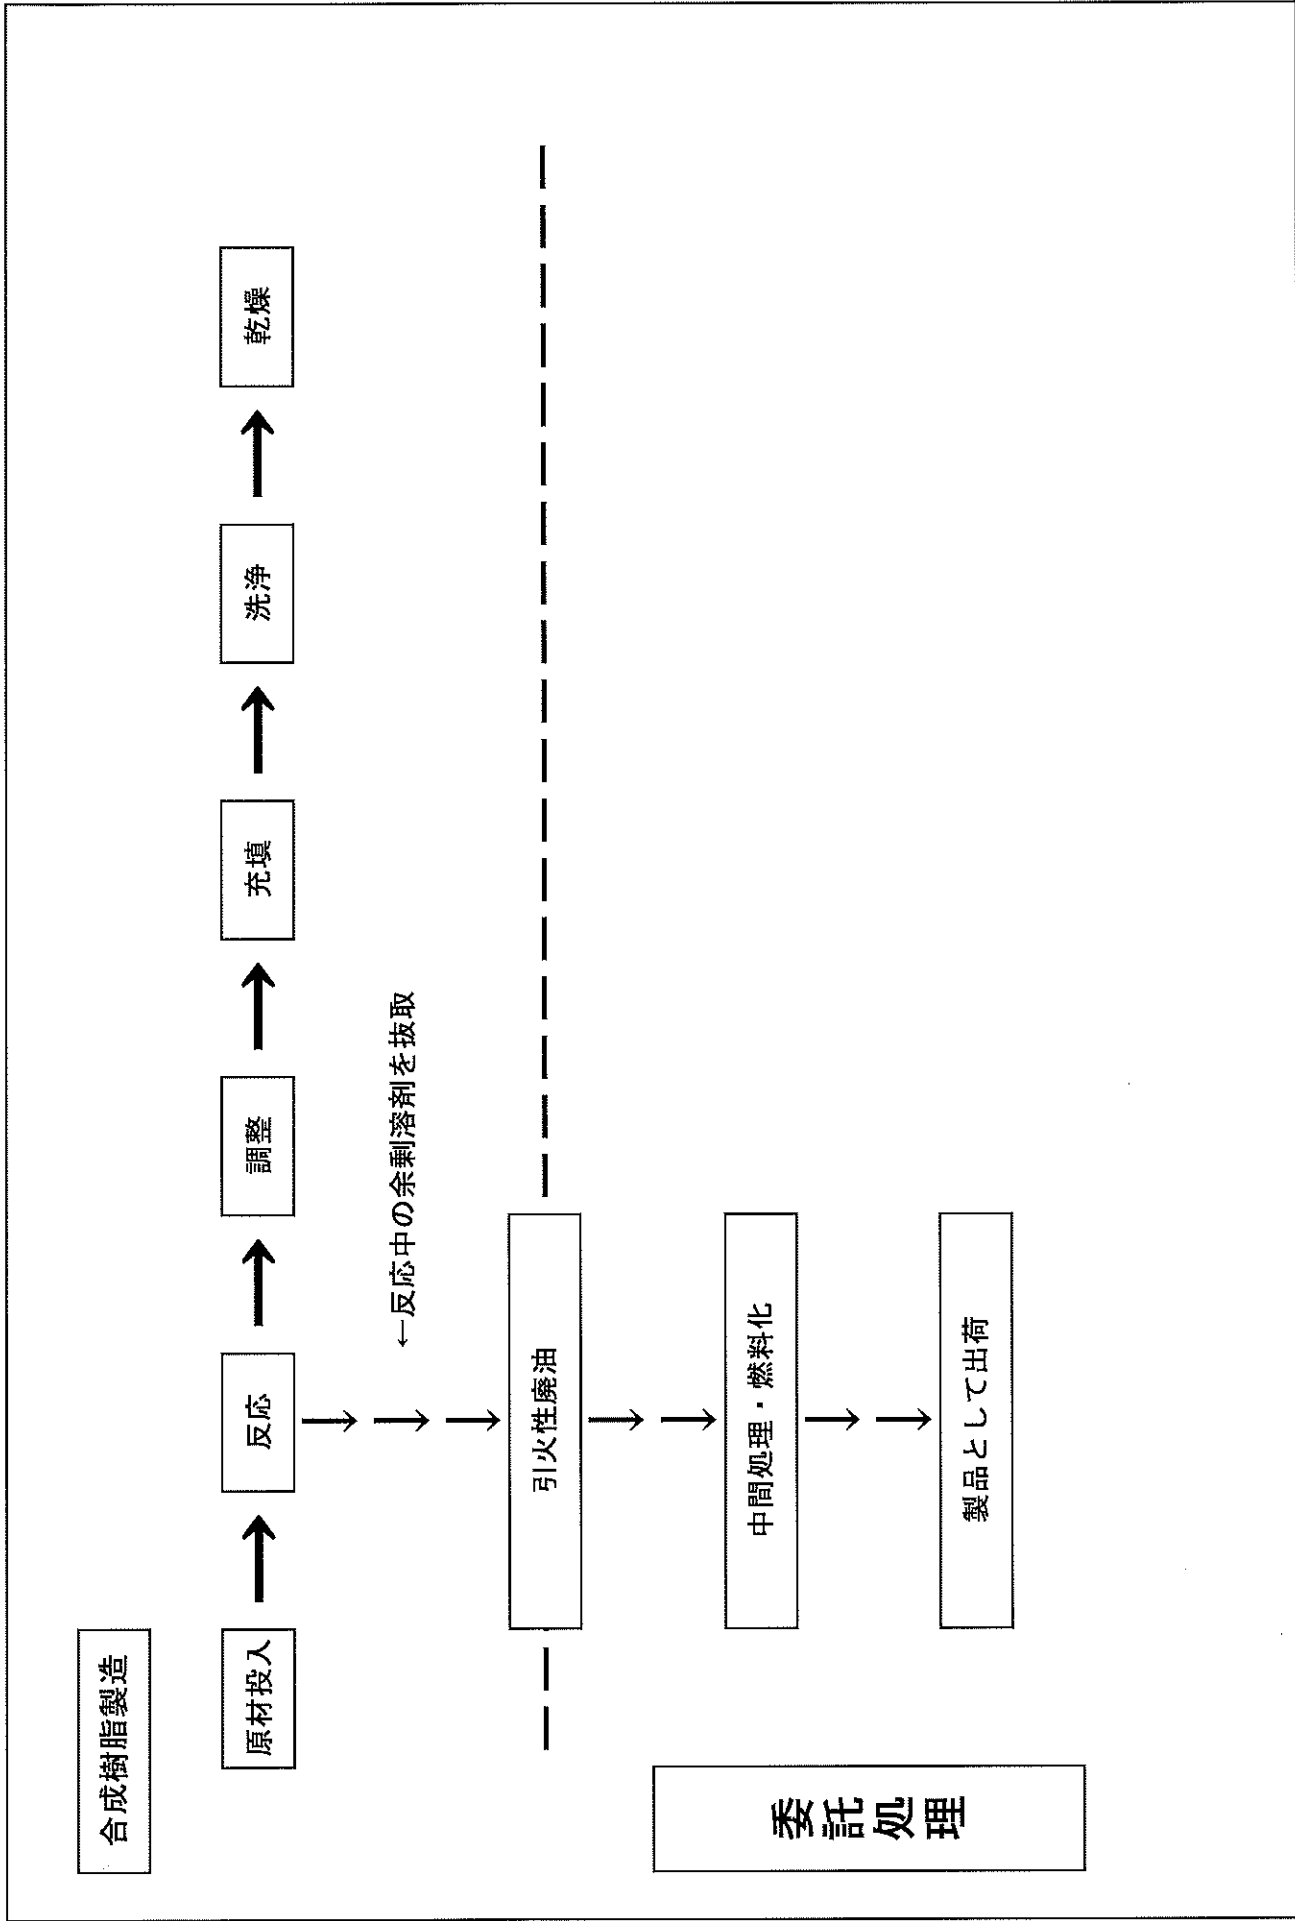 合成樹脂製造
原材投入
反応
調整
充填
洗浄
乾燥
←反応中の余剰溶剤を抜取
引火性廃油
委託処理
中間処理・燃料化
製品として出荷